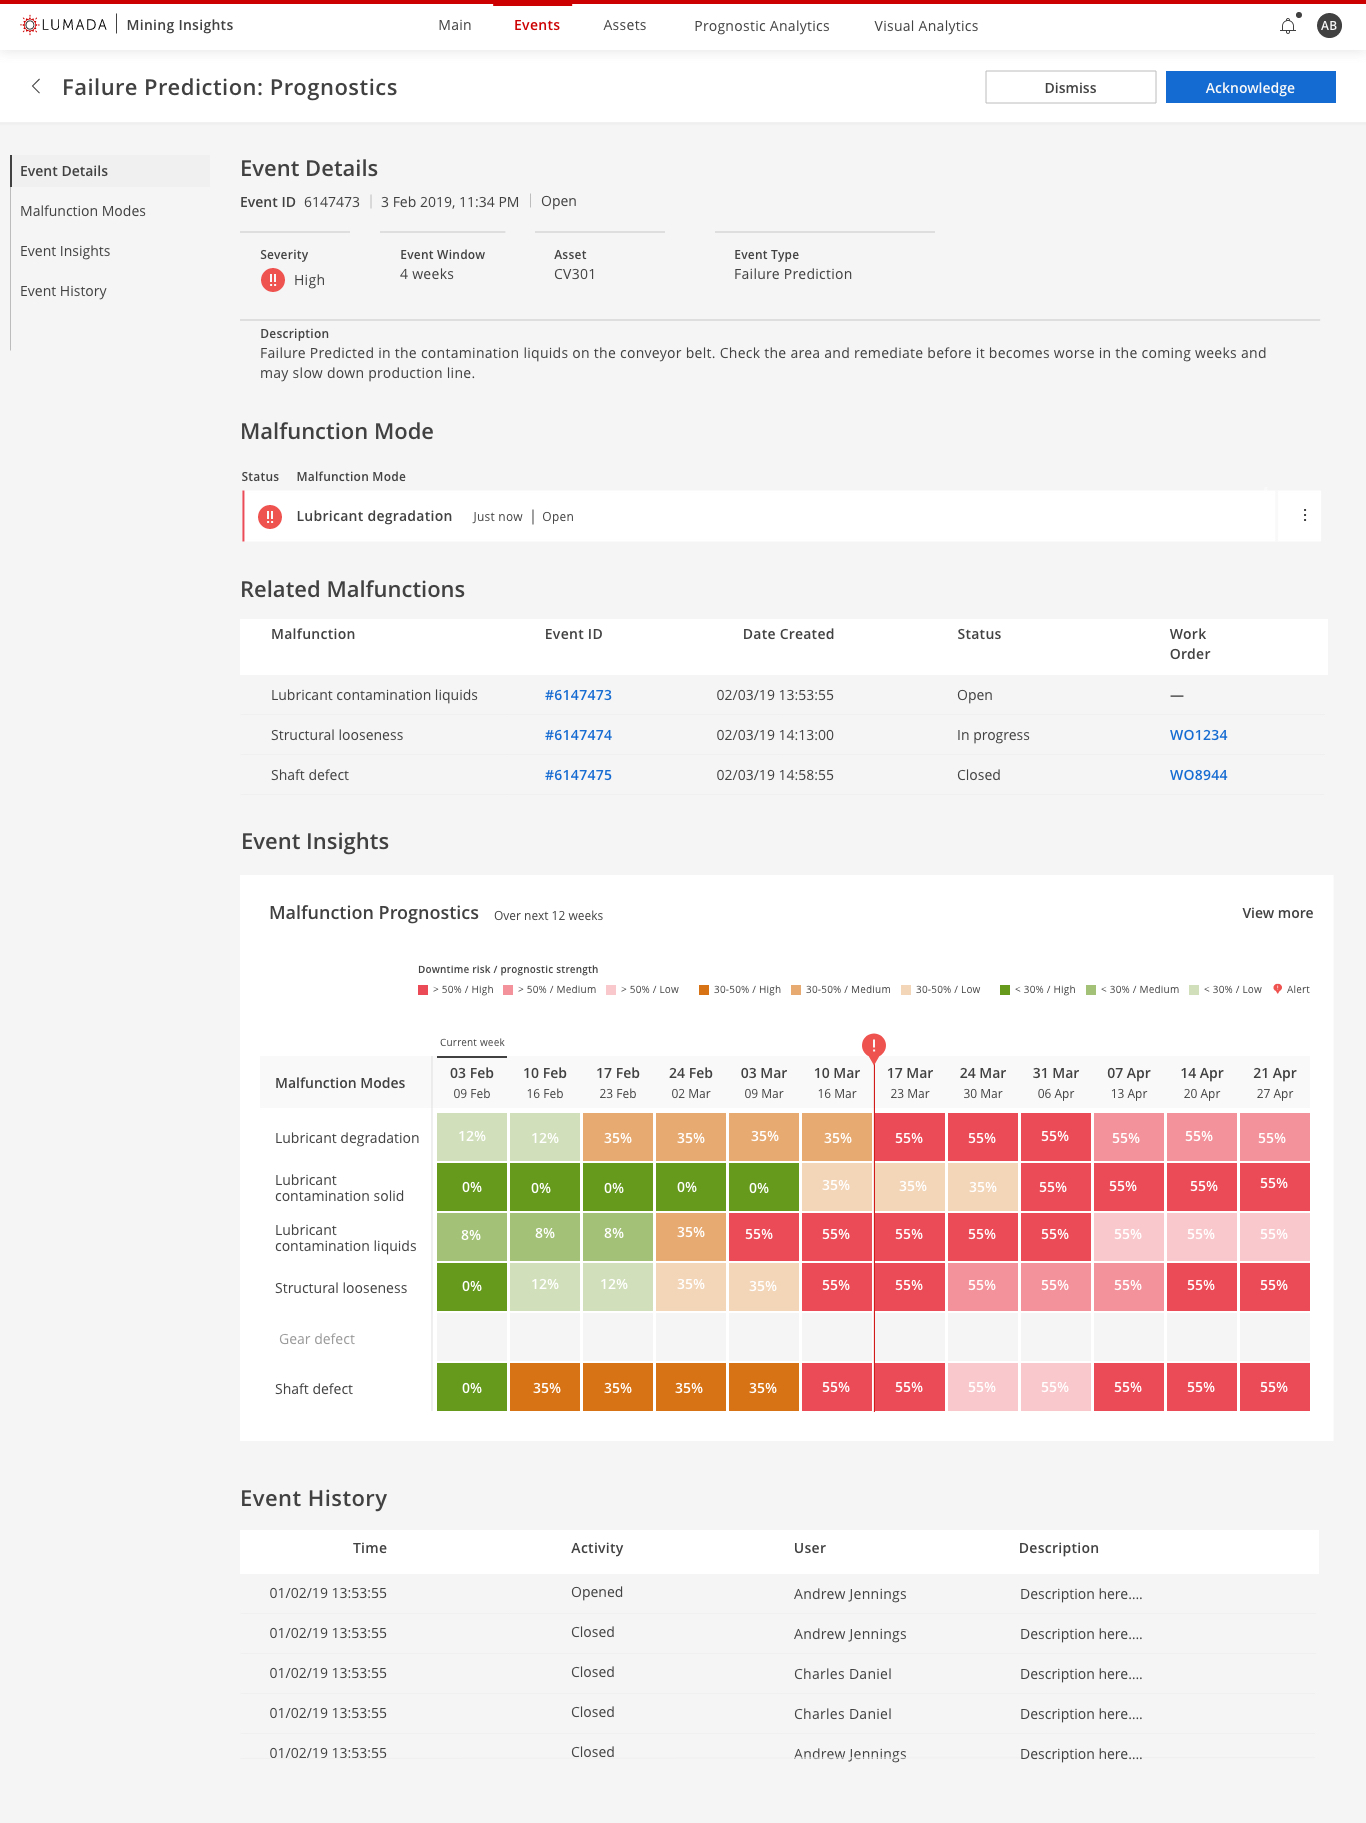 LUMADA | Mining Insights
Main Events Assets Prognostic Analytics Visual Analytics
AB
Failure Prediction: Prognostics
Dismiss Acknowledge
Event Details
Malfunction Modes
Event Insights
Event History
Event Details
Event ID 6147473 | 3 Feb 2019, 11:34 PM | Open
Severity Event Window Asset Event Type
!! High 4 weeks CV301 Failure Prediction
Description
Failure Predicted in the contamination liquids on the conveyor belt. Check the area and remediate before it becomes worse in the coming weeks and
may slow down production line.
Malfunction Mode
Status Malfunction Mode
!! Lubricant degradation Just now | Open
Related Malfunctions
Malfunction Event ID Date Created Status Work
Order
Lubricant contamination liquids #6147473 02/03/19 13:53:55 Open —
Structural looseness #6147474 02/03/19 14:13:00 In progress WO1234
Shaft defect #6147475 02/03/19 14:58:55 Closed WO8944
Event Insights
Malfunction Prognostics Over next 12 weeks View more
Downtime risk / prognostic strength
> 50% / High > 50% / Medium > 50% / Low 30-50% / High 30-50% / Medium 30-50% / Low < 30% / High < 30% / Medium < 30% / Low Alert
Current week !
Malfunction Modes 03 Feb 10 Feb 17 Feb 24 Feb 03 Mar 10 Mar 17 Mar 24 Mar 31 Mar 07 Apr 14 Apr 21 Apr
09 Feb 16 Feb 23 Feb 02 Mar 09 Mar 16 Mar 23 Mar 30 Mar 06 Apr 13 Apr 20 Apr 27 Apr
Lubricant degradation 12% 12% 35% 35% 35% 35% 55% 55% 55% 55% 55% 55%
Lubricant
contamination solid 0% 0% 0% 0% 0% 35% 35% 35% 55% 55% 55% 55%
Lubricant
contamination liquids 8% 8% 8% 35% 55% 55% 55% 55% 55% 55% 55% 55%
Structural looseness 0% 12% 12% 35% 35% 55% 55% 55% 55% 55% 55% 55%
Gear defect
Shaft defect 0% 35% 35% 35% 35% 55% 55% 55% 55% 55% 55% 55%
Event History
Time Activity User Description
01/02/19 13:53:55 Opened Andrew Jennings Description here....
01/02/19 13:53:55 Closed Andrew Jennings Description here....
01/02/19 13:53:55 Closed Charles Daniel Description here....
01/02/19 13:53:55 Closed Charles Daniel Description here....
01/02/19 13:53:55 Closed Andrew Jennings Description here....